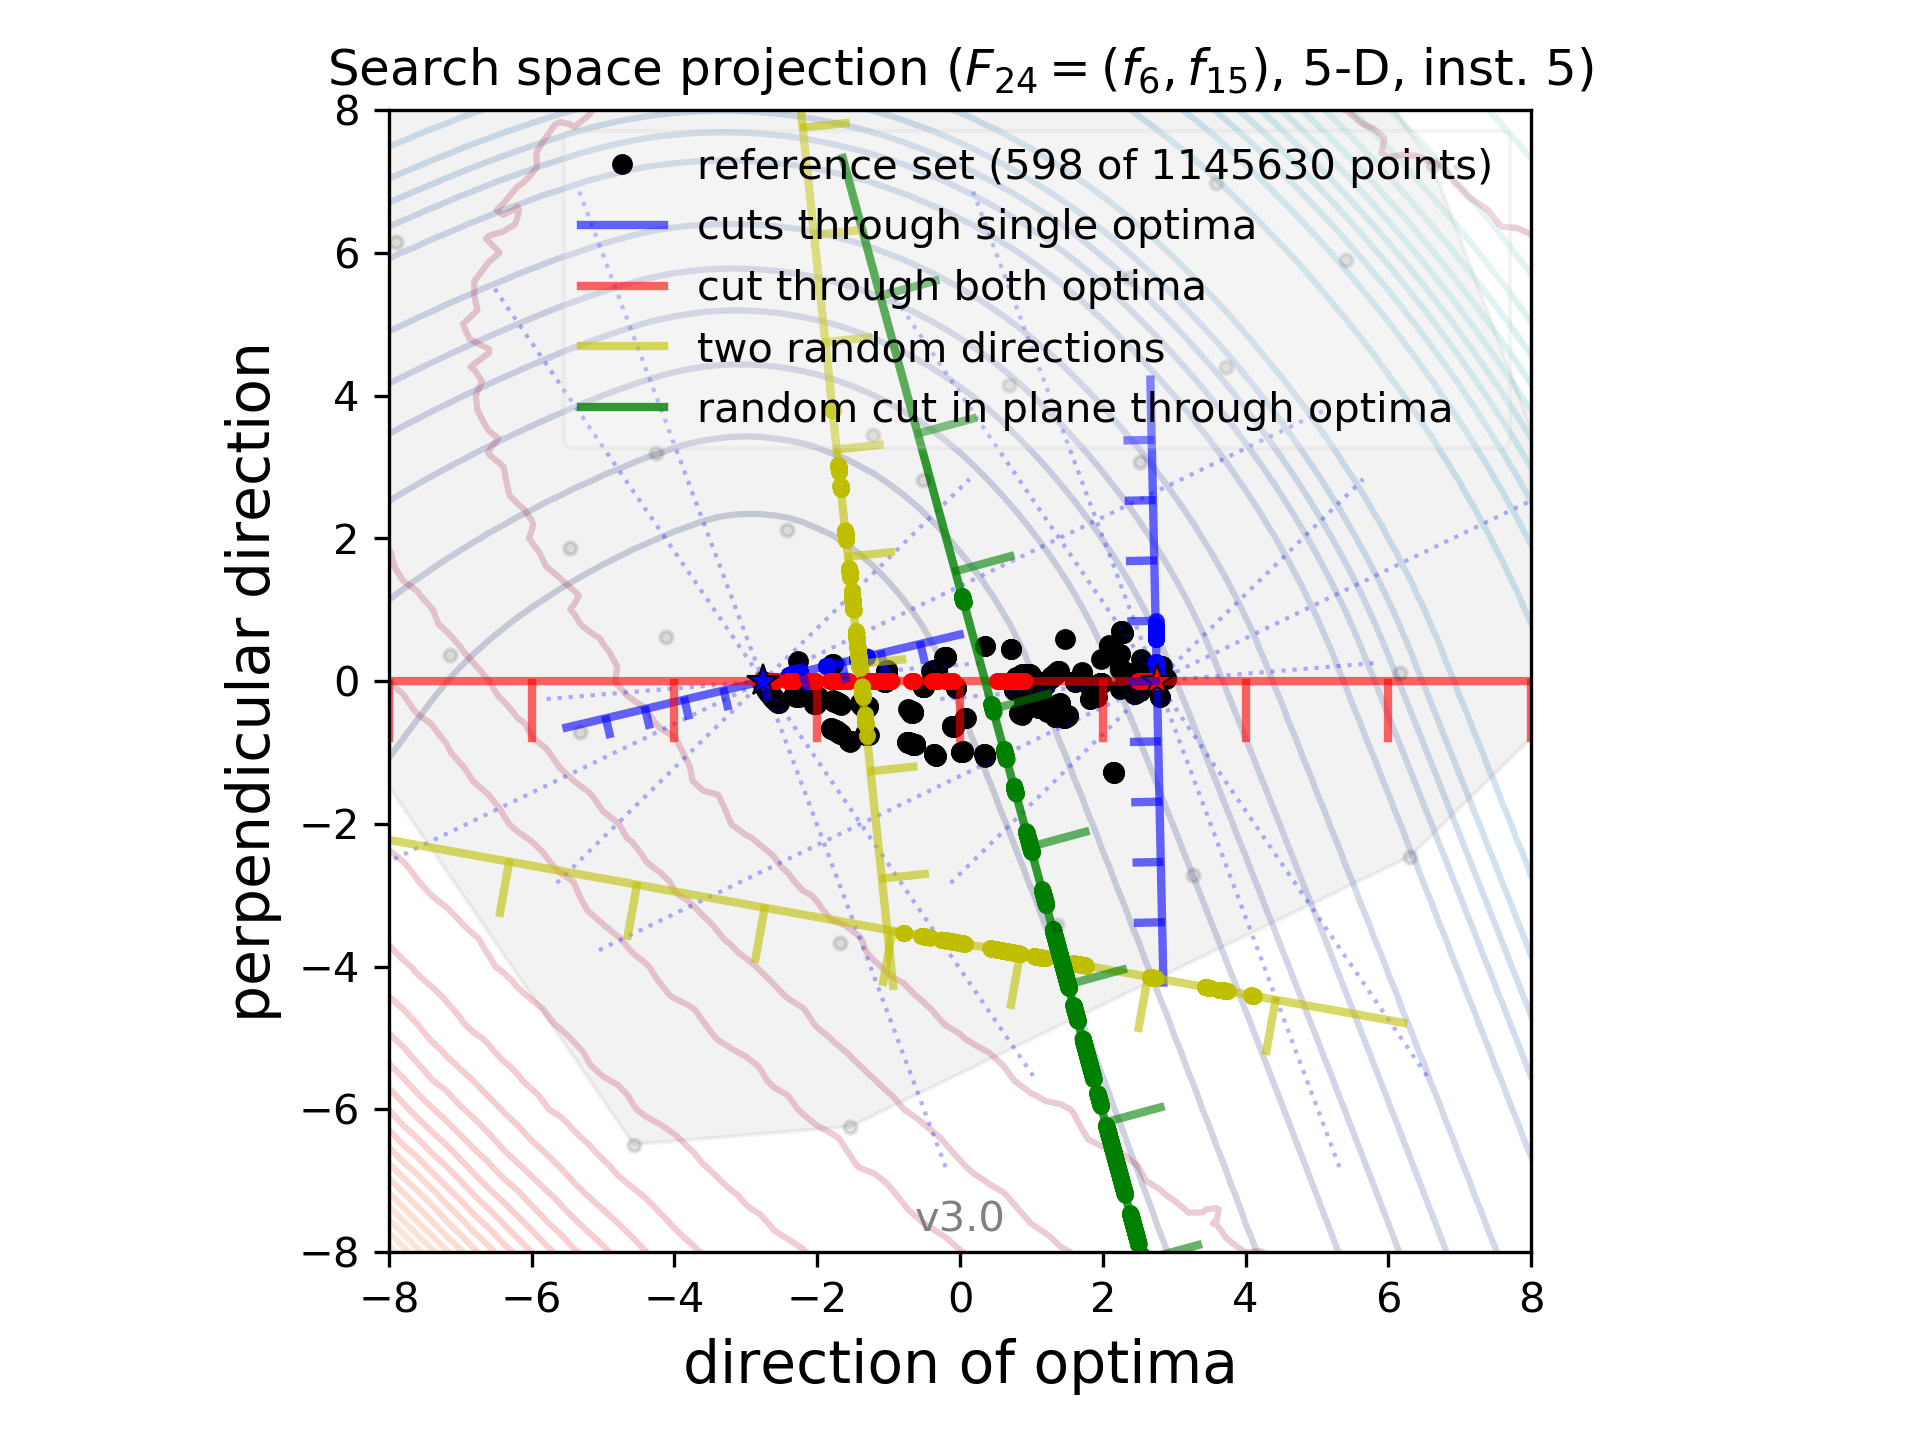 Search space projection (F₂₄ = (f₆, f₁₅), 5-D, inst. 5)
8
6
4
2
0
−2
−4
−6
−8
perpendicular direction
reference set (598 of 1145630 points)
cuts through single optima
cut through both optima
two random directions
random cut in plane through optima
v3.0
−8 −6 −4 −2 0 2 4 6 8
direction of optima